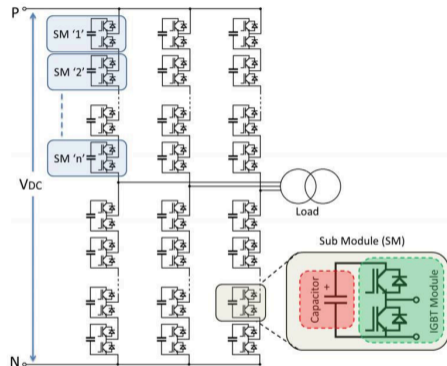 P
SM '1'
SM '2'
SM 'n'
VDC
Load
Sub Module (SM)
Capacitor
+
IGBT Module
N